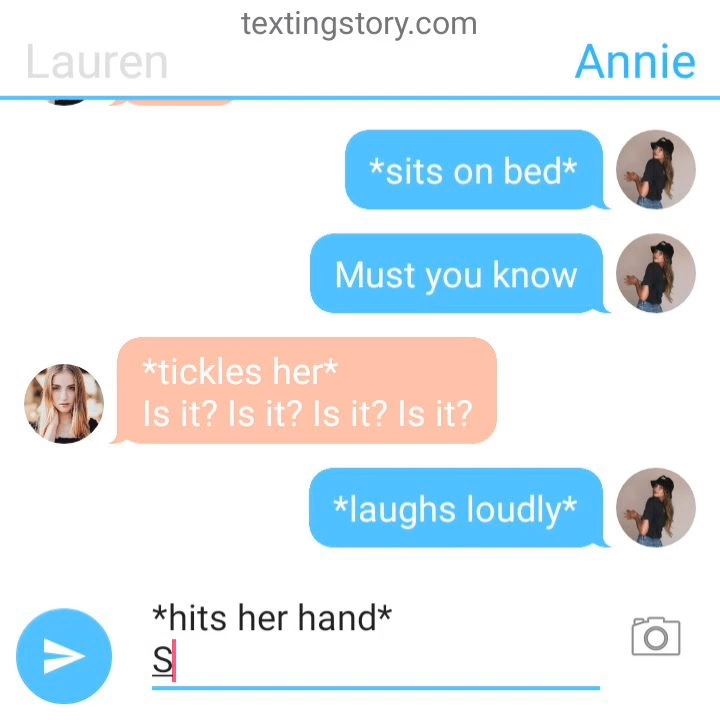 textingstory.com
Lauren
Annie
*sits on bed*
Must you know
*tickles her*
Is it? Is it? Is it? Is it?
*laughs loudly*
*hits her hand*
S